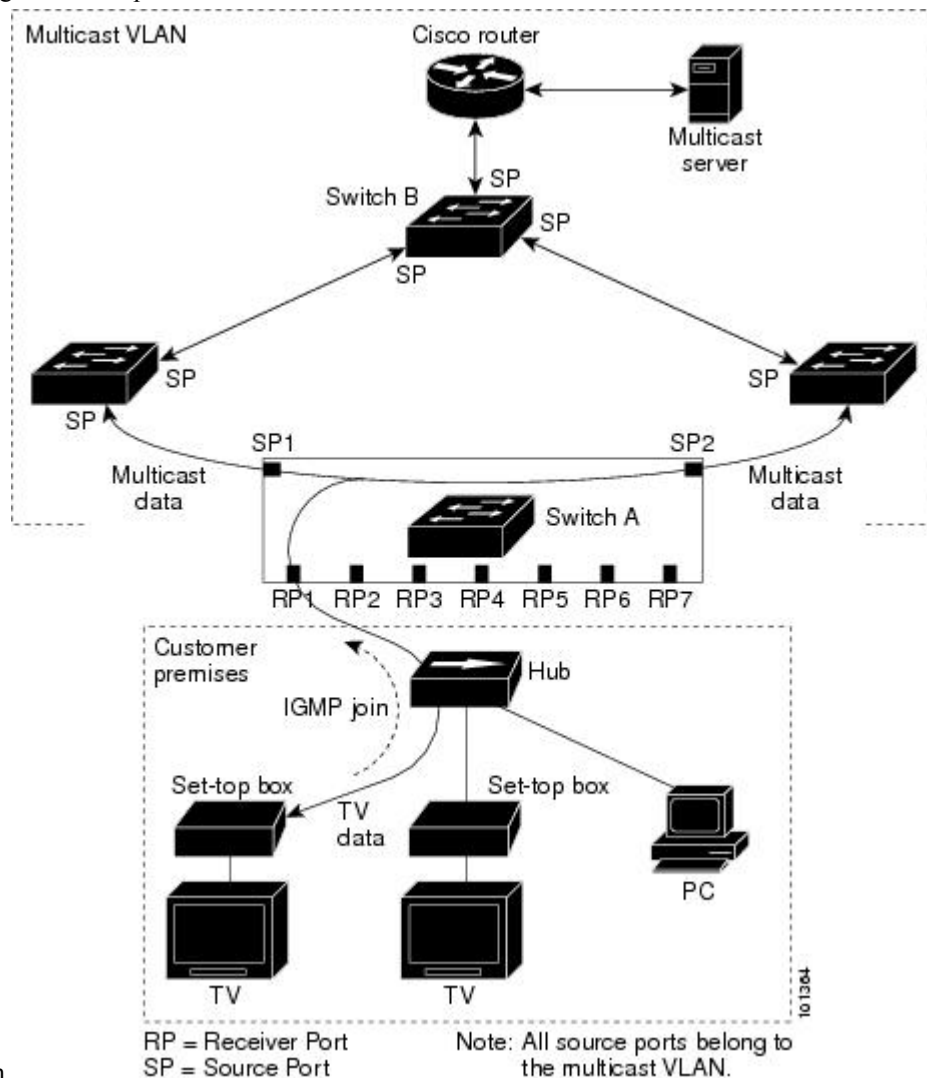 Multicast VLAN
Cisco router
Multicast
server
SP
Switch B
SP
SP
SP
SP
SP
SP1
SP2
Multicast
data
Multicast
data
Switch A
RP1 RP2 RP3 RP4 RP5 RP6 RP7
Customer
premises
Hub
IGMP join
Set-top box
Set-top box
TV
data
PC
TV
TV
101364
RP = Receiver Port
SP = Source Port
Note: All source ports belong to
the multicast VLAN.